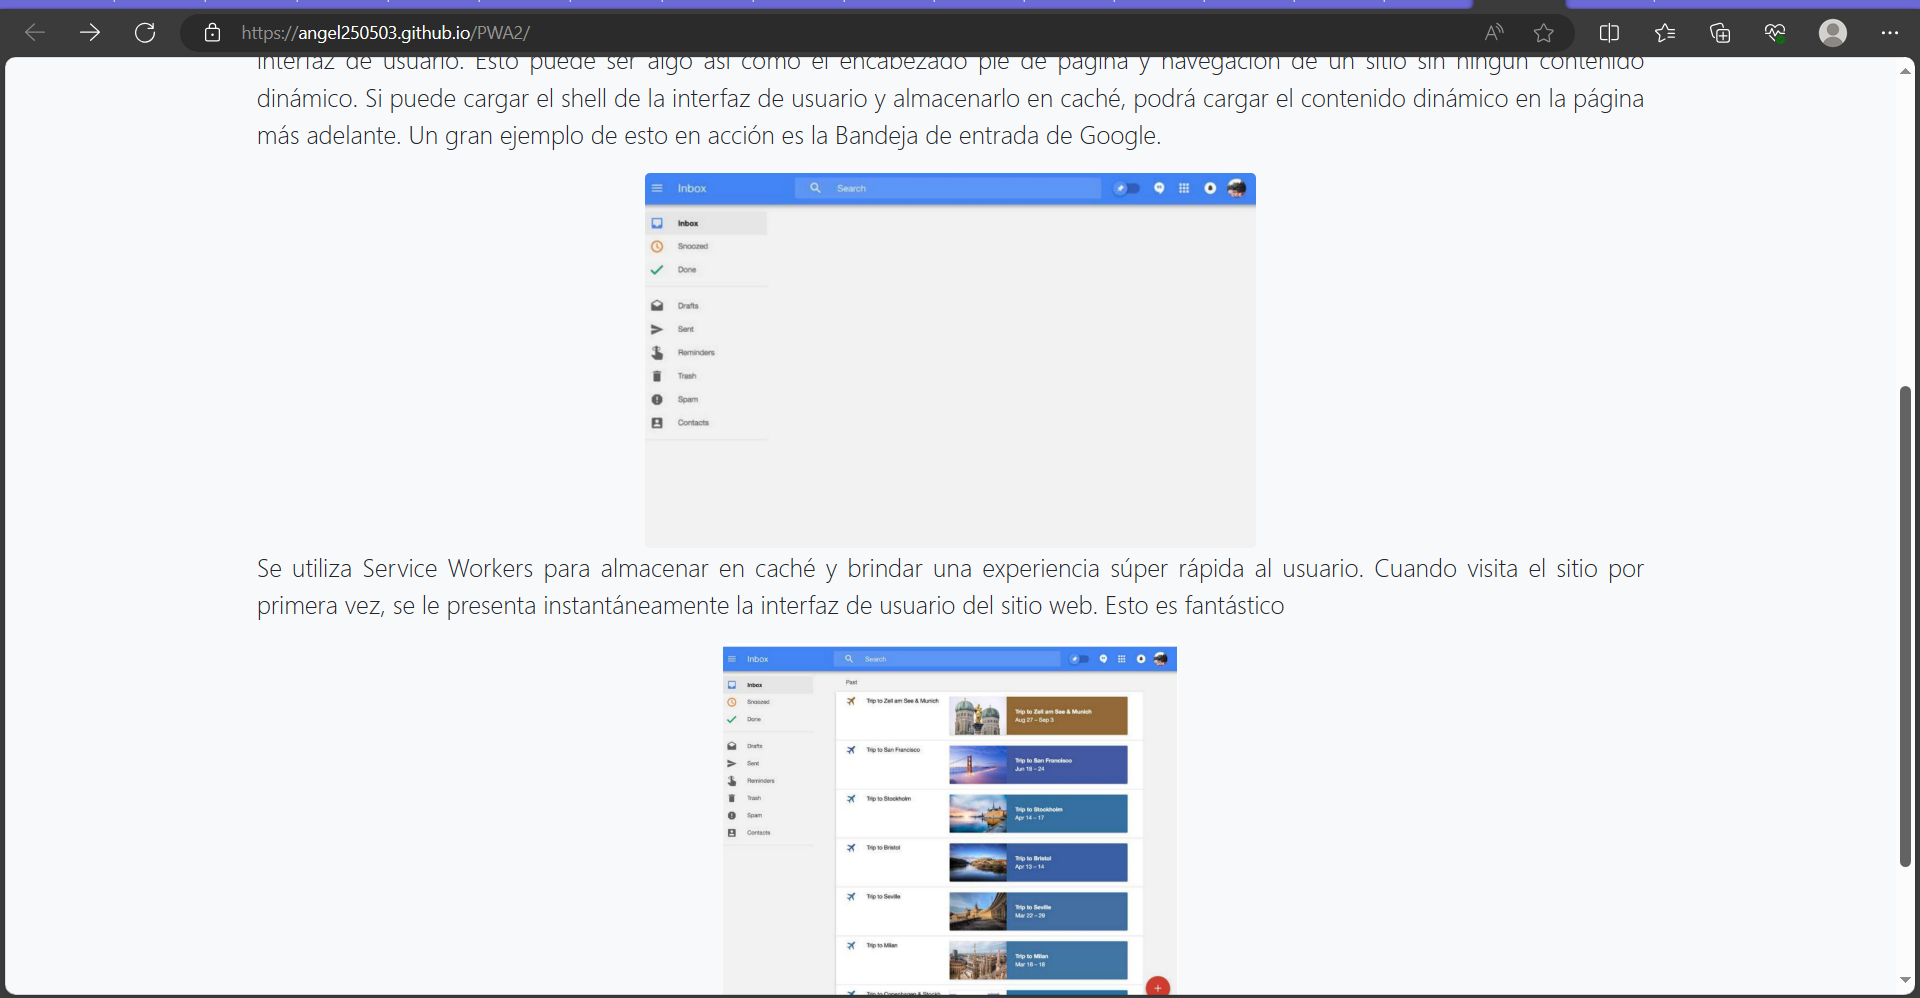 https://angel250503.github.io/PWA2/
interfaz de usuario. Esto puede ser algo así como el encabezado pie de página y navegación de un sitio sin ningún contenido
dinámico. Si puede cargar el shell de la interfaz de usuario y almacenarlo en caché, podrá cargar el contenido dinámico en la página
más adelante. Un gran ejemplo de esto en acción es la Bandeja de entrada de Google.
Inbox
Search
Inbox
Snoozed
Done
Drafts
Sent
Reminders
Trash
Spam
Contacts
Se utiliza Service Workers para almacenar en caché y brindar una experiencia súper rápida al usuario. Cuando visita el sitio por
primera vez, se le presenta instantáneamente la interfaz de usuario del sitio web. Esto es fantástico
Inbox
Search
Inbox
Snoozed
Done
Drafts
Sent
Reminders
Trash
Spam
Contacts
Past
Trip to Zell am See & Munich
Trip to Zell am See & Munich
Aug 27 – Sep 3
Trip to San Francisco
Trip to San Francisco
Jun 18 – 24
Trip to Stockholm
Trip to Stockholm
Apr 14 – 17
Trip to Bristol
Trip to Bristol
Apr 13 – 14
Trip to Seville
Trip to Seville
Mar 22 – 29
Trip to Milan
Trip to Milan
Mar 16 – 18
Trip to Copenhagen & Stockh